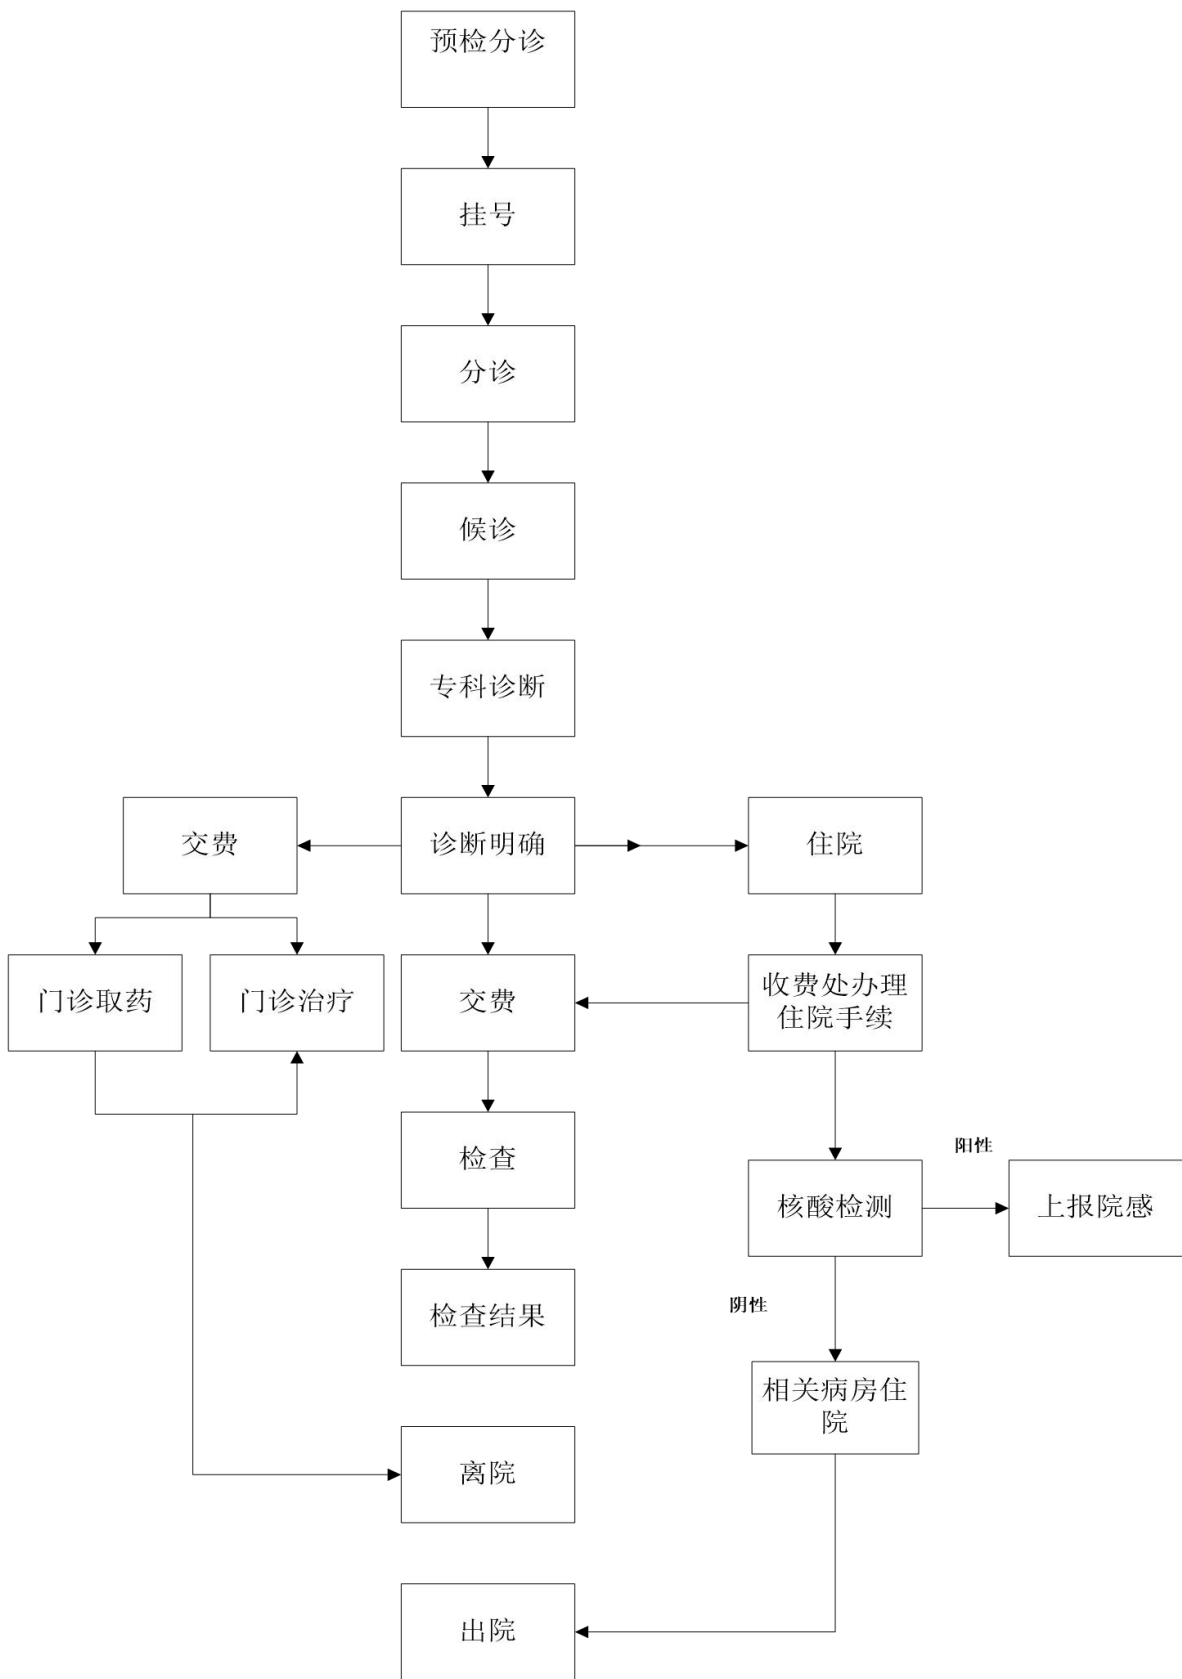 预检分诊
挂号
分诊
候诊
专科诊断
交费
诊断明确
住院
门诊取药
门诊治疗
交费
收费处办理
住院手续
检查
阳性
核酸检测
上报院感
检查结果
阴性
相关病房住
院
离院
出院